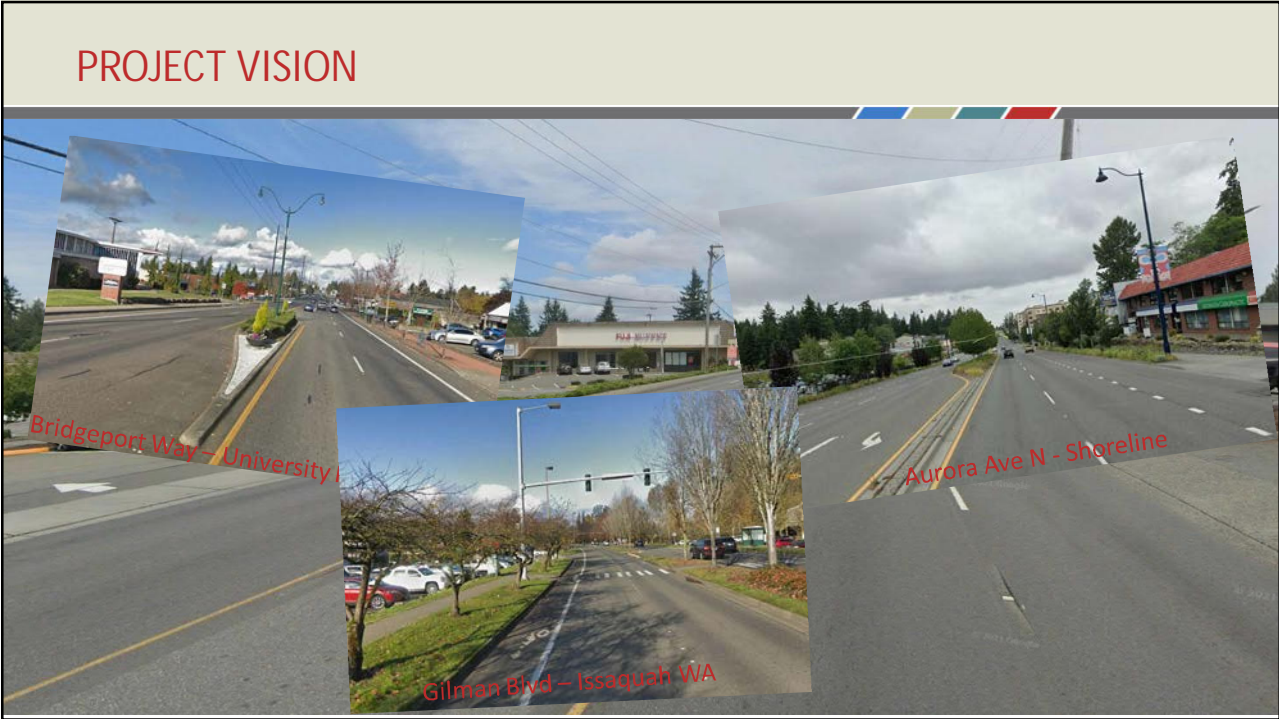 PROJECT VISION
Bridgeport Way – University
Aurora Ave N - Shoreline
Gilman Blvd – Issaquah WA